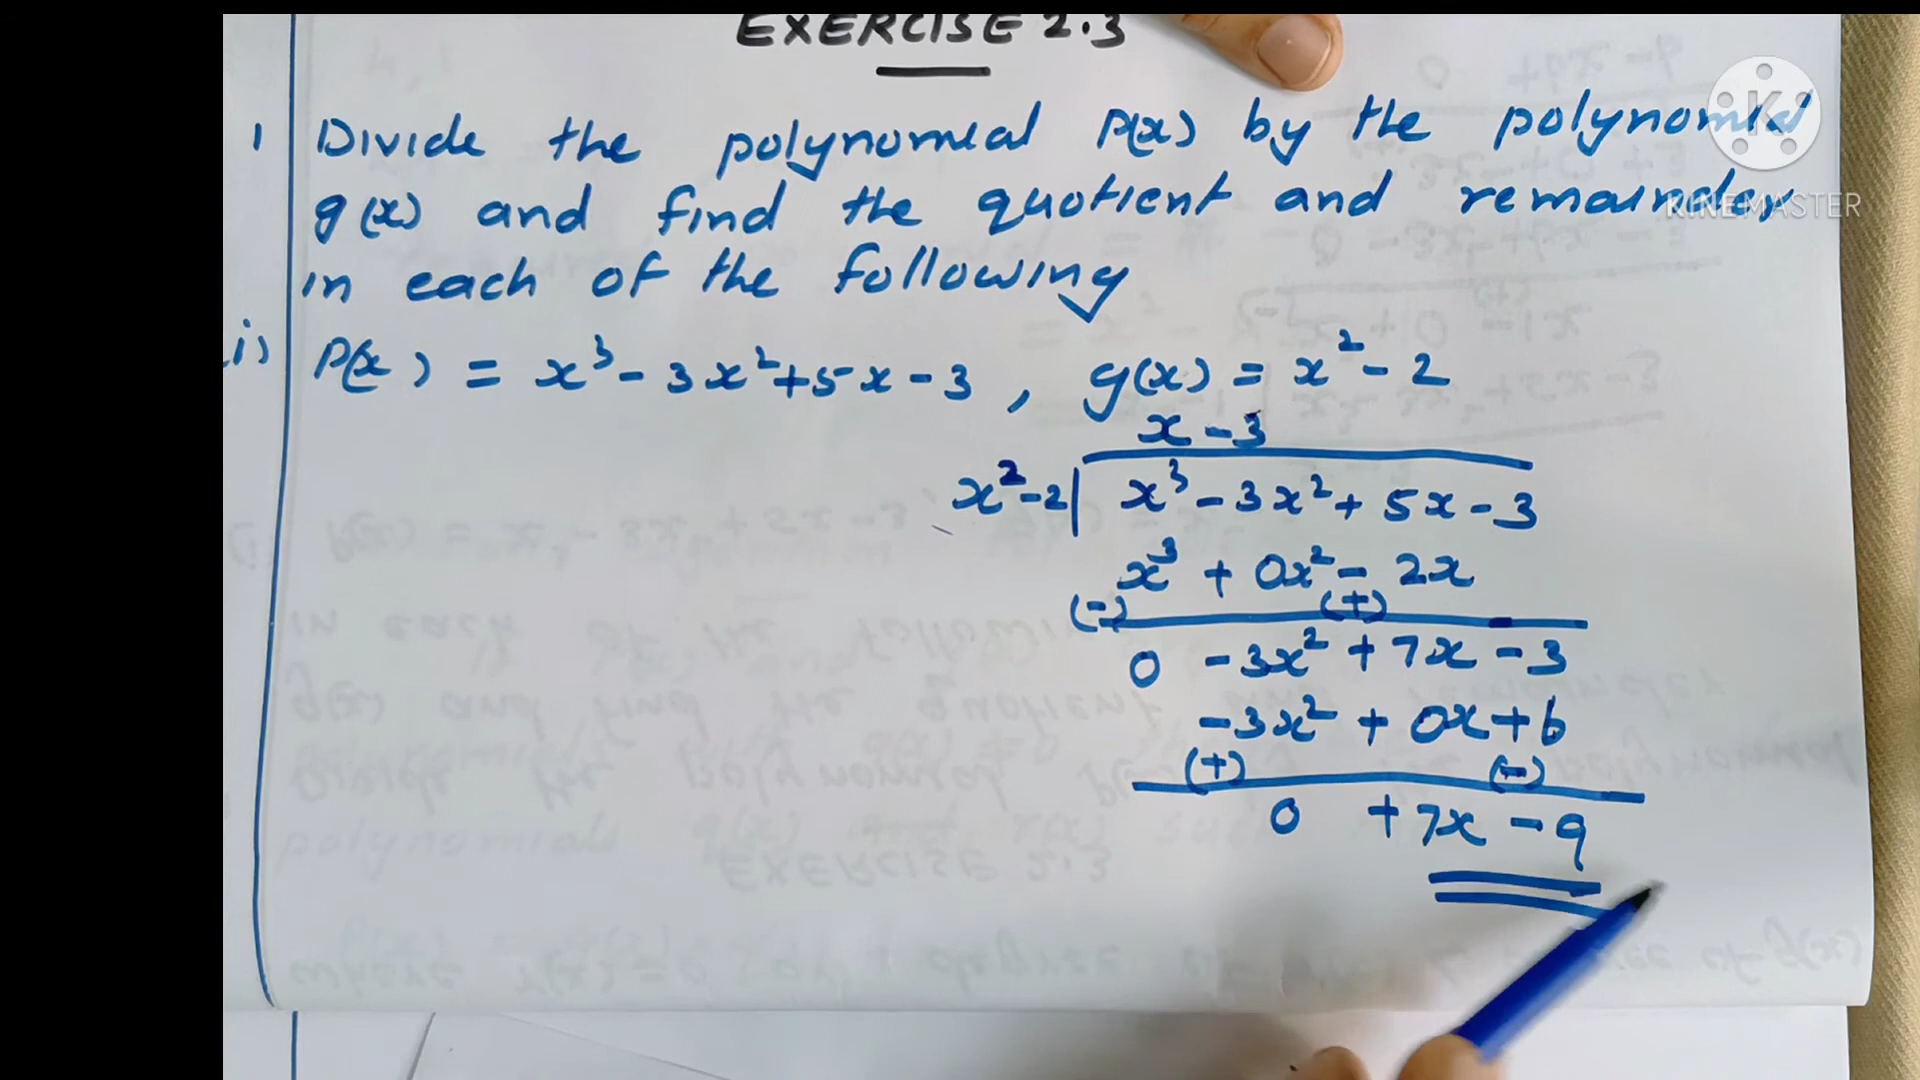 EXERCISE 2.3
1 Divide the polynomial P(x) by the polynomial
g(x) and find the quotient and remainder
KINEMASTER
in each of the following
i) P(x) = x³ - 3x² + 5x - 3 , g(x) = x² - 2
x - 3
x² - 2 | x³ - 3x² + 5x - 3
x³ + 0x² - 2x
(-) (+)
0 - 3x² + 7x - 3
- 3x² + 0x + 6
(+) (-)
0 + 7x - 9